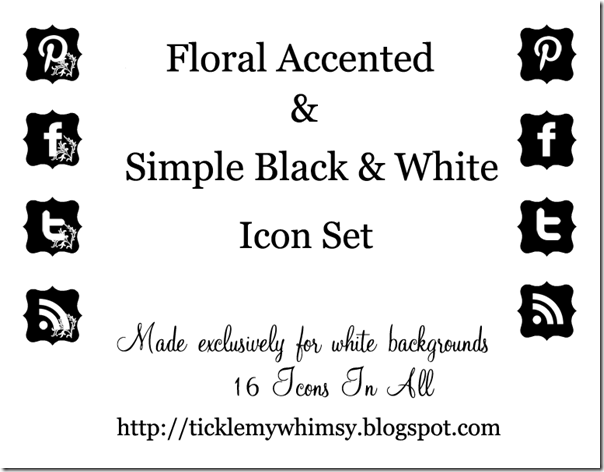 Floral Accented
&
Simple Black & White
Icon Set
Made exclusively for white backgrounds
16 Icons In All
http://ticklemywhimsy.blogspot.com